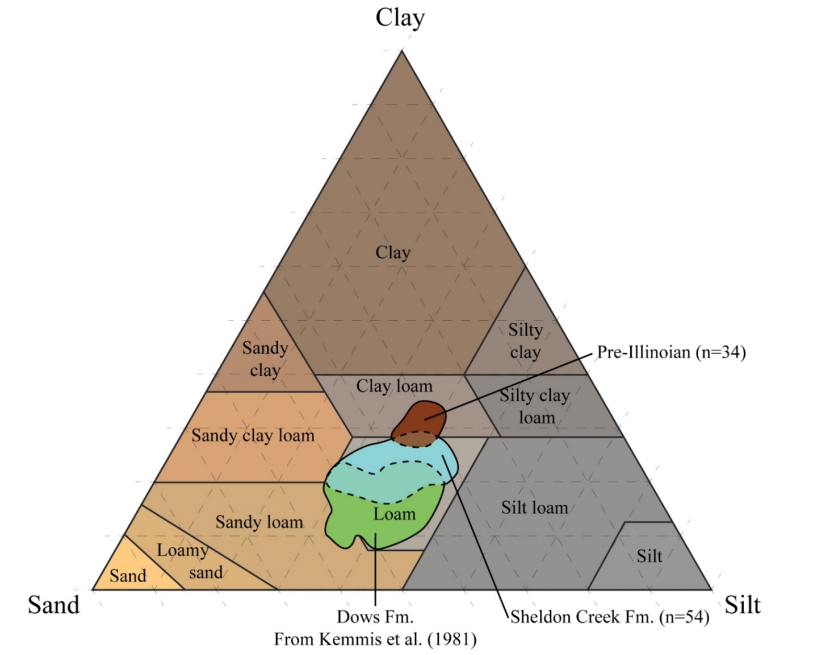 Clay
Clay
Silty
clay
Sandy
clay
Pre-Illinoian (n=34)
Clay loam
Silty clay
loam
Sandy clay loam
Silt loam
Loam
Sandy loam
Loamy
sand
Silt
Sand
Sand
Silt
Dows Fm.
From Kemmis et al. (1981)
Sheldon Creek Fm. (n=54)